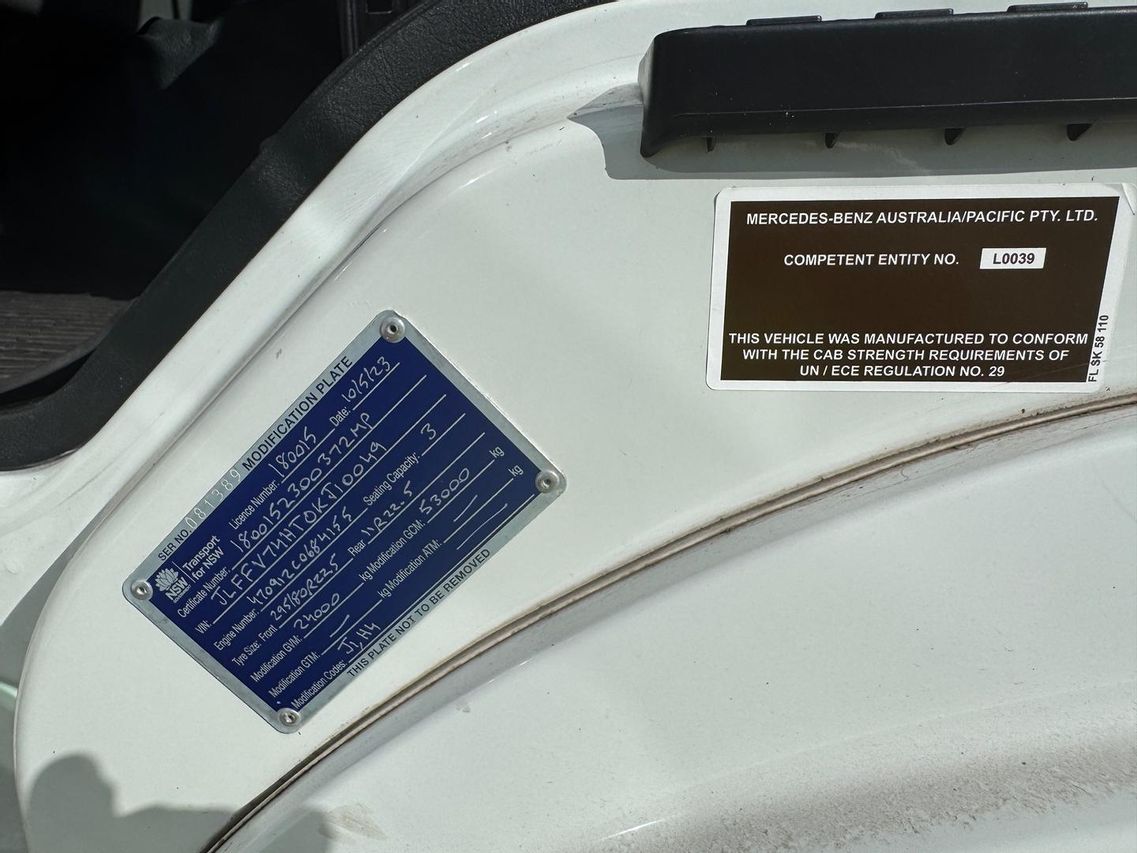 MERCEDES-BENZ AUSTRALIA/PACIFIC PTY. LTD.
COMPETENT ENTITY NO. L0039
THIS VEHICLE WAS MANUFACTURED TO CONFORM
WITH THE CAB STRENGTH REQUIREMENTS OF
UN / ECE REGULATION NO. 29
FL SK 58 110
SER NO. 081389 MODIFICATION PLATE
NSW Transport for NSW Licence Number: 180015 Date: 10/5/23
Certificate Number: 1800152300372MP
VIN: JLFFV74HT0KJ10049
Engine Number: 470912C0684155 Seating Capacity: 3
Tyre Size: Front 295/80R22.5 Rear 11R22.5
Modification GVM: 24000 kg Modification GCM: 53000 kg
Modification GTM: — kg Modification ATM: — kg
Modification Codes: J1, H4
THIS PLATE NOT TO BE REMOVED